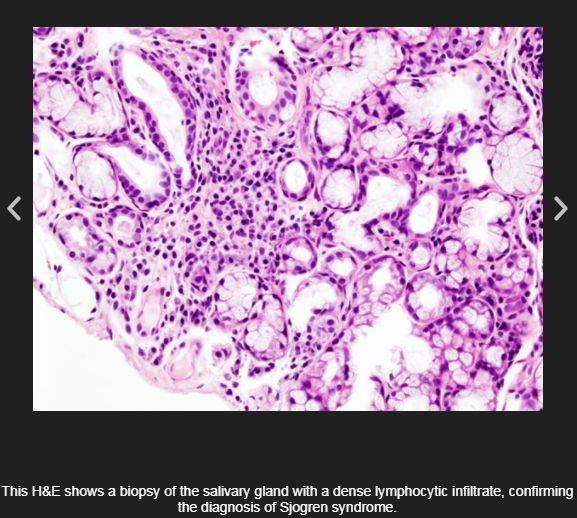 This H&E shows a biopsy of the salivary gland with a dense lymphocytic infiltrate, confirming
the diagnosis of Sjogren syndrome.